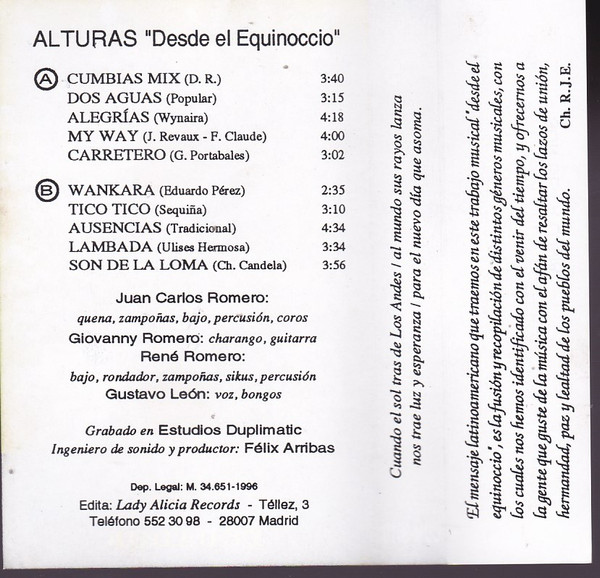 ALTURAS "Desde el Equinoccio"
A CUMBIAS MIX (D. R.) 3:40
DOS AGUAS (Popular) 3:15
ALEGRÍAS (Wynaira) 4:18
MY WAY (J. Revaux - F. Claude) 4:00
CARRETERO (G. Portabales) 3:02
B WANKARA (Eduardo Pérez) 2:35
TICO TICO (Sequiña) 3:10
AUSENCIAS (Tradicional) 4:34
LAMBADA (Ulises Hermosa) 3:34
SON DE LA LOMA (Ch. Candela) 3:56
Juan Carlos Romero:
quena, zampoñas, bajo, percusión, coros
Giovanny Romero: charango, guitarra
René Romero:
bajo, rondador, zampoñas, sikus, percusión
Gustavo León: voz, bongos
Grabado en Estudios Duplimatic
Ingeniero de sonido y productor: Félix Arribas
Dep. Legal: M. 34.651-1996
Edita: Lady Alicia Records - Téllez, 3
Teléfono 552 30 98 - 28007 Madrid
Cuando el sol tras de Los Andes / al mundo sus rayos lanza
nos trae luz y esperanza / para el nuevo día que asoma.
El mensaje latinoamericano que traemos en este trabajo musical "desde el
equinoccio", es la fusión y recopilación de distintos géneros musicales, con
los cuales nos hemos identificado con el venir del tiempo, y ofrecernos a
la gente que guste de la música con el afán de resaltar los lazos de unión,
hermandad, paz y lealtad de los pueblos del mundo. Ch. R.J.E.